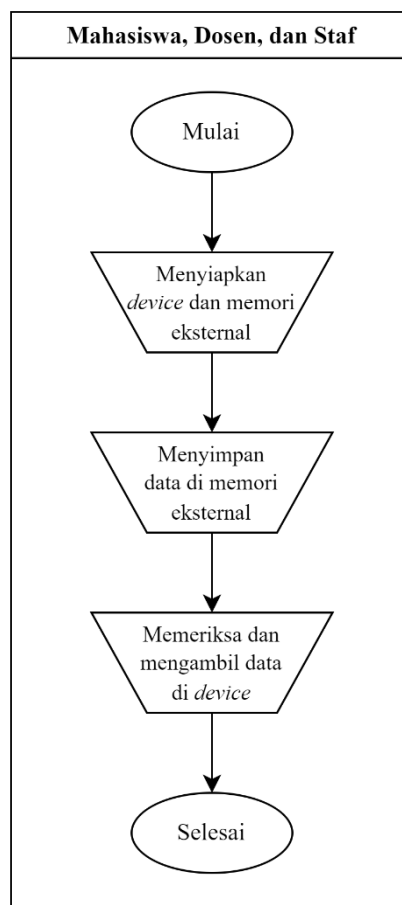 Mahasiswa, Dosen, dan Staf
Mulai
Menyiapkan
device dan memori
eksternal
Menyimpan
data di memori
eksternal
Memeriksa dan
mengambil data
di device
Selesai